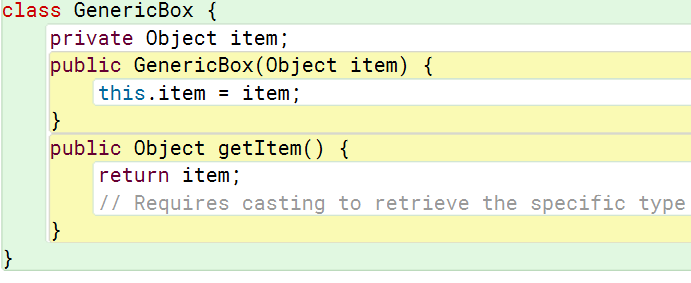 class GenericBox {
    private Object item;
    public GenericBox(Object item) {
        this.item = item;
    }
    public Object getItem() {
        return item;
        // Requires casting to retrieve the specific type
    }
}